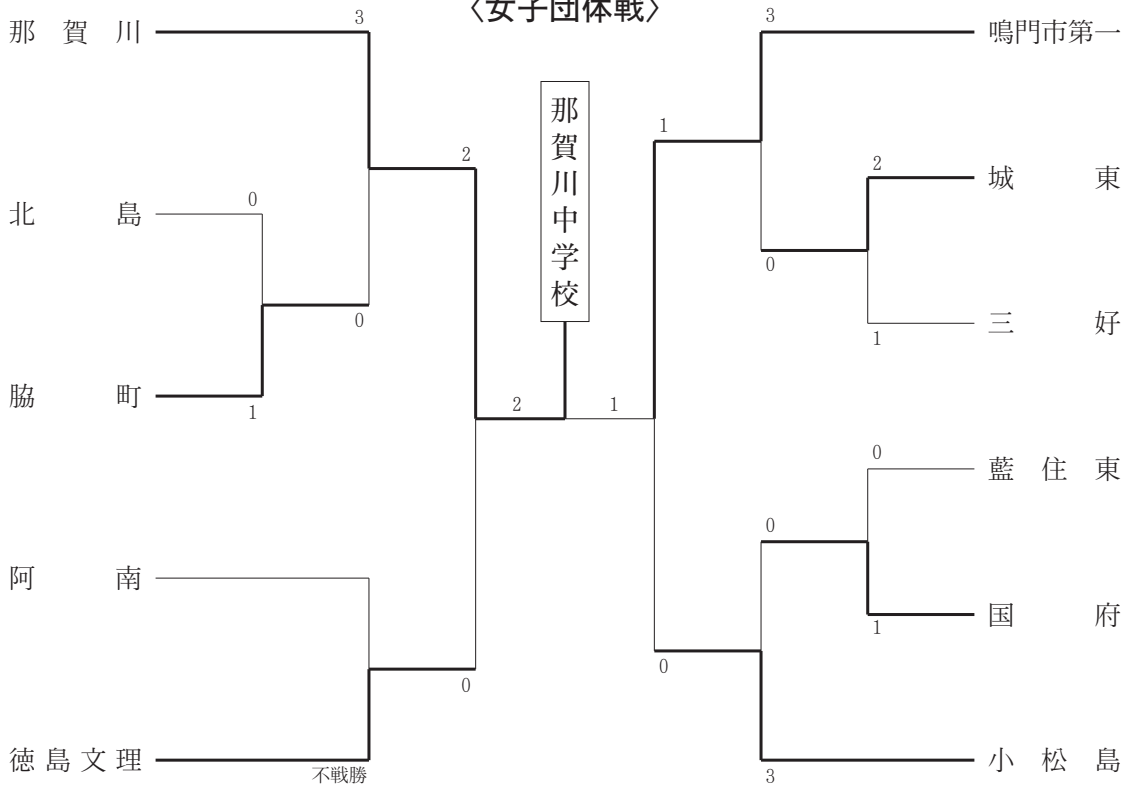 〈女子団体戦〉
那賀川
3
3
鳴門市第一
那賀川中学校
1
2
2
城東
北島
0
0
0
三好
1
脇町
1
2
1
0
藍住東
0
阿南
国府
1
0
0
徳島文理
不戦勝
3
小松島